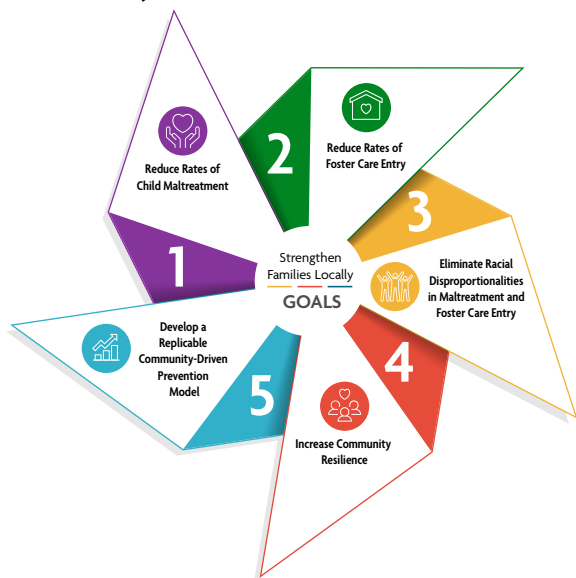 Strengthen
Families Locally
GOALS
1
Reduce Rates of
Child Maltreatment
2
Reduce Rates of
Foster Care Entry
3
Eliminate Racial
Disproportionalities
in Maltreatment and
Foster Care Entry
4
Increase Community
Resilience
5
Develop a
Replicable
Community-Driven
Prevention
Model